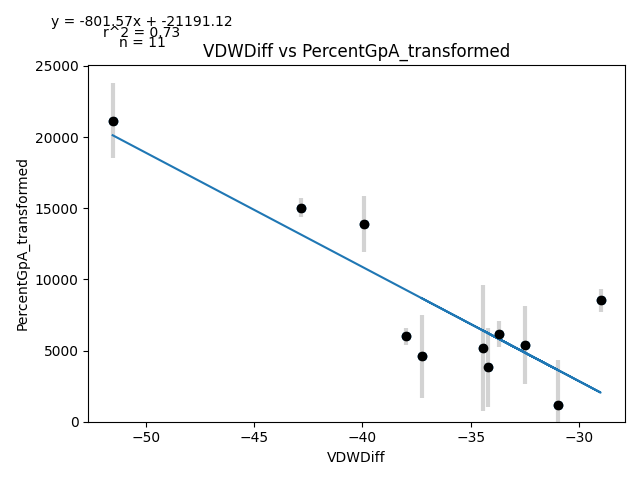 y = -801.57x + -21191.12
r^2 = 0.73
n = 11
VDWDiff vs PercentGpA_transformed
25000
20000
15000
10000
5000
0
PercentGpA_transformed
−50
−45
−40
−35
−30
VDWDiff